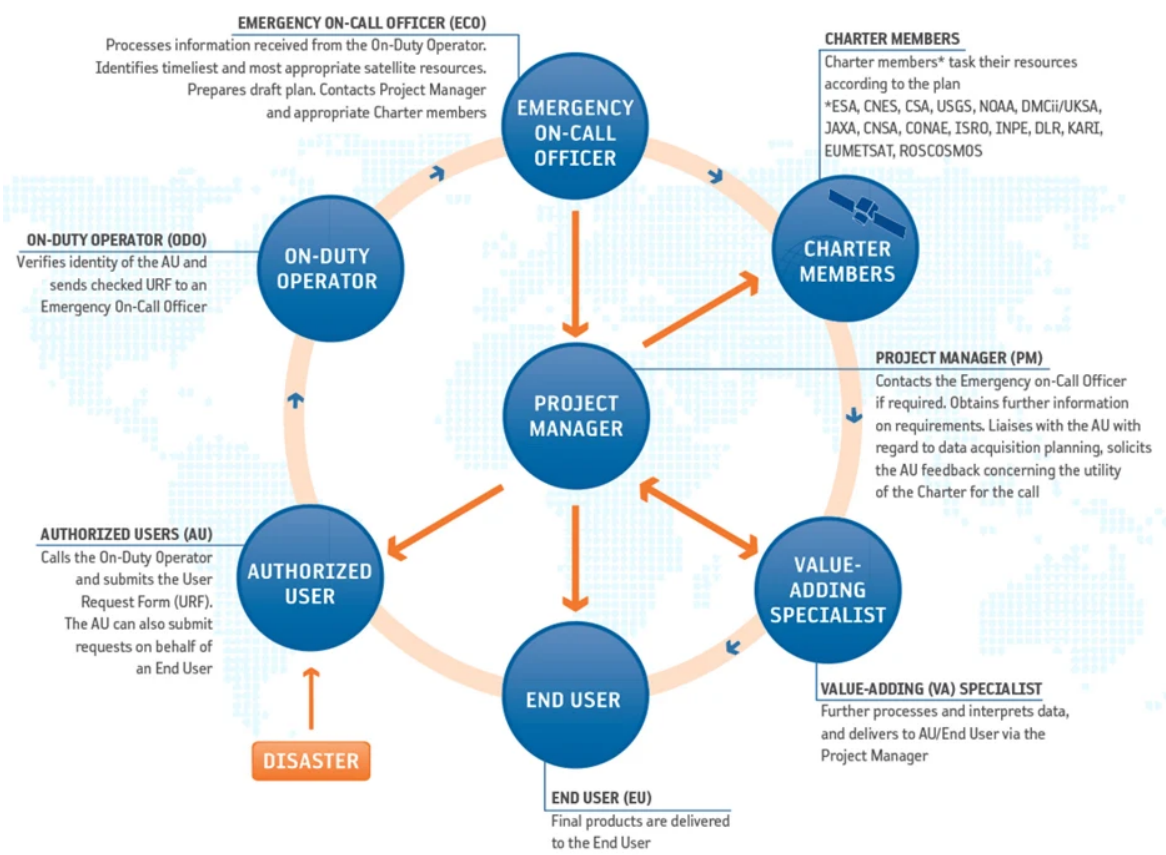 EMERGENCY ON-CALL OFFICER (ECO)
Processes information received from the On-Duty Operator.
Identifies timeliest and most appropriate satellite resources.
Prepares draft plan. Contacts Project Manager
and appropriate Charter members
EMERGENCY
ON-CALL
OFFICER
CHARTER MEMBERS
Charter members* task their resources
according to the plan
*ESA, CNES, CSA, USGS, NOAA, DMCii/UKSA,
JAXA, CNSA, CONAE, ISRO, INPE, DLR, KARI,
EUMETSAT, ROSCOSMOS
CHARTER
MEMBERS
ON-DUTY OPERATOR (ODO)
Verifies identity of the AU and
sends checked URF to an
Emergency On-Call Officer
ON-DUTY
OPERATOR
PROJECT MANAGER (PM)
Contacts the Emergency on-Call Officer
if required. Obtains further information
on requirements. Liaises with the AU with
regard to data acquisition planning, solicits
the AU feedback concerning the utility
of the Charter for the call
PROJECT
MANAGER
AUTHORIZED USERS (AU)
Calls the On-Duty Operator
and submits the User
Request Form (URF).
The AU can also submit
requests on behalf of
an End User
AUTHORIZED
USER
VALUE-
ADDING
SPECIALIST
VALUE-ADDING (VA) SPECIALIST
Further processes and interprets data,
and delivers to AU/End User via the
Project Manager
END USER
DISASTER
END USER (EU)
Final products are delivered
to the End User